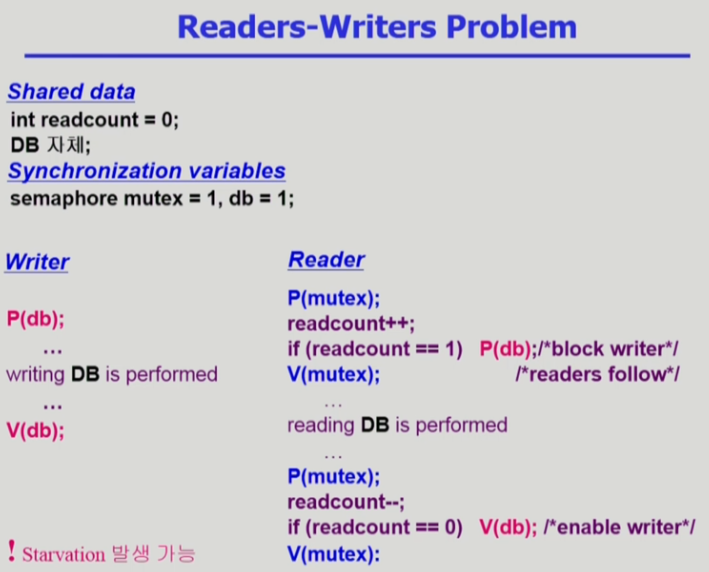 Readers-Writers Problem
Shared data
int readcount = 0;
DB 자체;
Synchronization variables
semaphore mutex = 1, db = 1;
Writer
P(db);
...
writing DB is performed
...
V(db);
! Starvation 발생 가능
Reader
P(mutex);
readcount++;
if (readcount == 1) P(db);/*block writer*/
V(mutex); /*readers follow*/
...
reading DB is performed
...
P(mutex);
readcount--;
if (readcount == 0) V(db); /*enable writer*/
V(mutex):